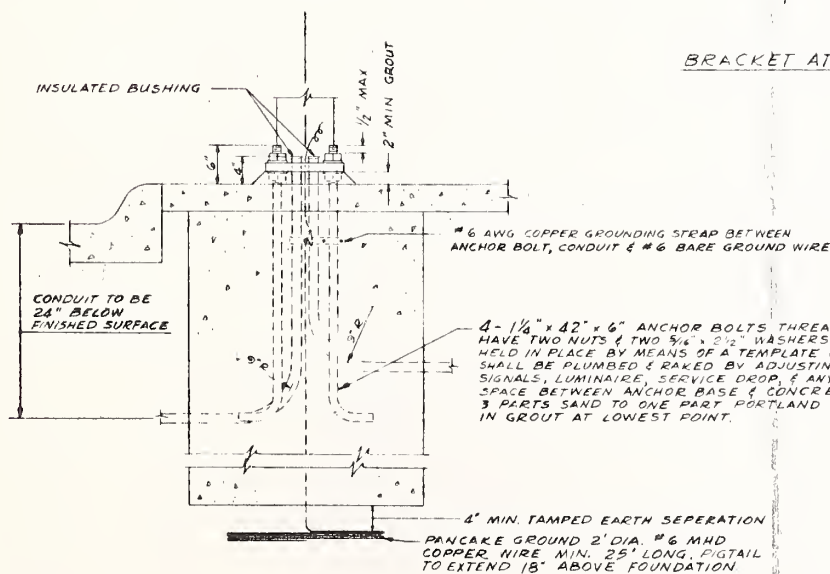 BRACKET AT
INSULATED BUSHING
1/2" MAX
2" MIN GROUT
6"
4"
#6 AWG COPPER GROUNDING STRAP BETWEEN
ANCHOR BOLT, CONDUIT & #6 BARE GROUND WIRE
CONDUIT TO BE
24" BELOW
FINISHED SURFACE
9" R
9" R
4 - 1 1/4" x 42" x 6" ANCHOR BOLTS THREA
HAVE TWO NUTS & TWO 5/16" x 2 1/2" WASHERS
HELD IN PLACE BY MEANS OF A TEMPLATE
SHALL BE PLUMBED & RAKED BY ADJUSTIN
SIGNALS, LUMINAIRE, SERVICE DROP, & ANY
SPACE BETWEEN ANCHOR BASE & CONCRE
3 PARTS SAND TO ONE PART PORTLAND
IN GROUT AT LOWEST POINT.
4" MIN. TAMPED EARTH SEPERATION
PANCAKE GROUND 2' DIA. #6 MHD
COPPER WIRE MIN. 25' LONG, PIGTAIL
TO EXTEND 18" ABOVE FOUNDATION.